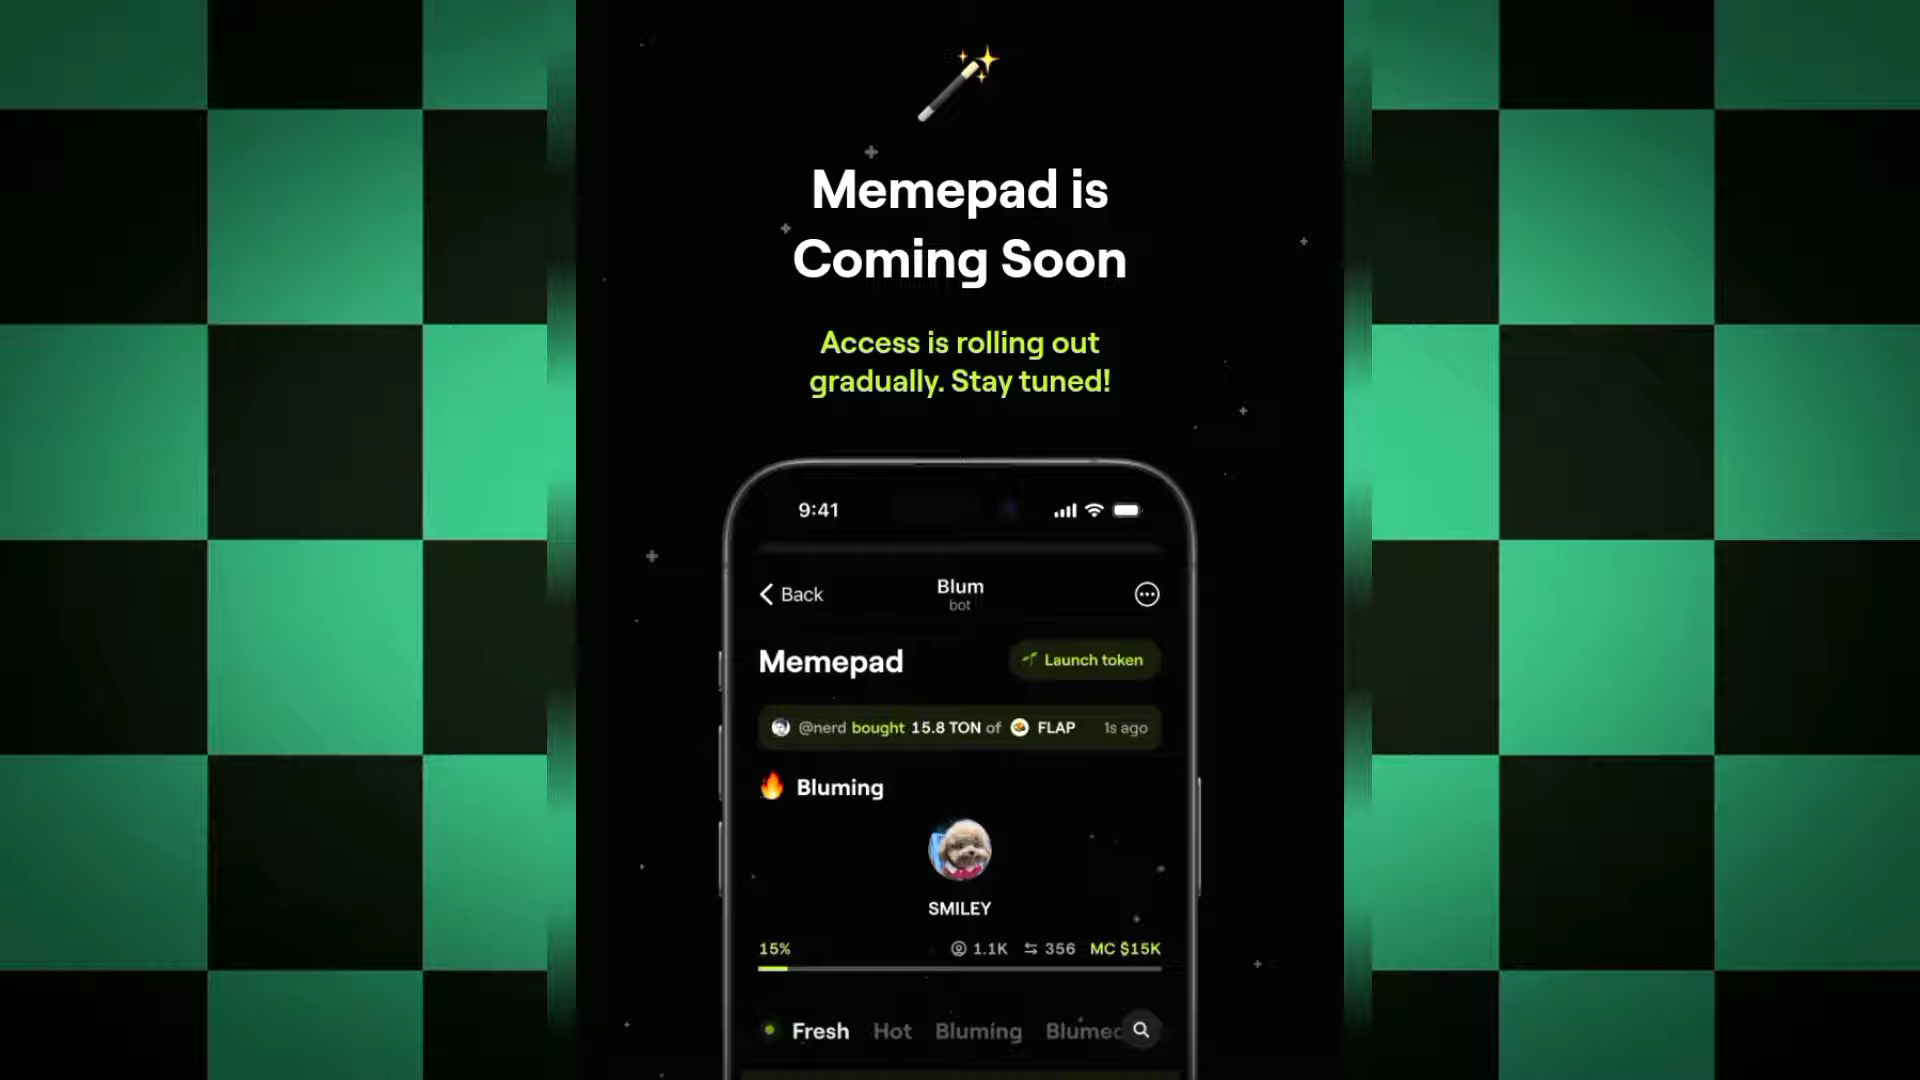 Memepad is
Coming Soon
Access is rolling out
gradually. Stay tuned!
9:41
Back
Blum
bot
Memepad
Launch token
@nerd bought 15.8 TON of FLAP 1s ago
Bluming
SMILEY
15% 1.1K 356 MC $15K
Fresh Hot Bluming Blumed